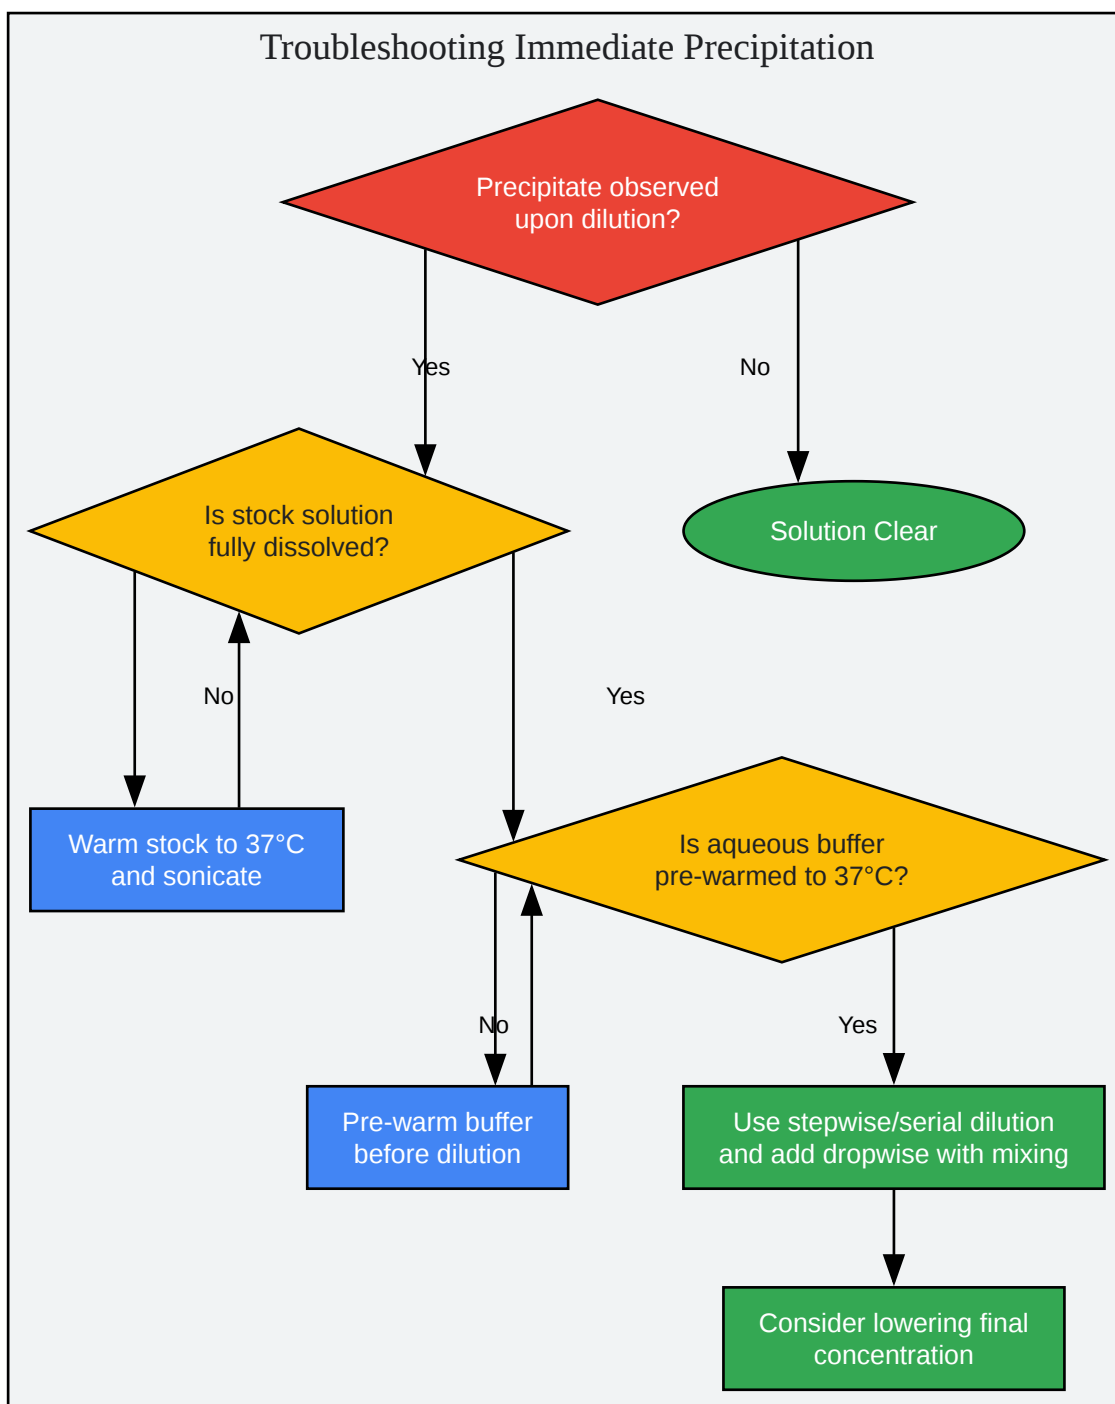 Troubleshooting Immediate Precipitation
Precipitate observed
upon dilution?
Yes
No
Is stock solution
fully dissolved?
Solution Clear
No
Yes
Warm stock to 37°C
and sonicate
Is aqueous buffer
pre-warmed to 37°C?
No
Yes
Pre-warm buffer
before dilution
Use stepwise/serial dilution
and add dropwise with mixing
Consider lowering final
concentration